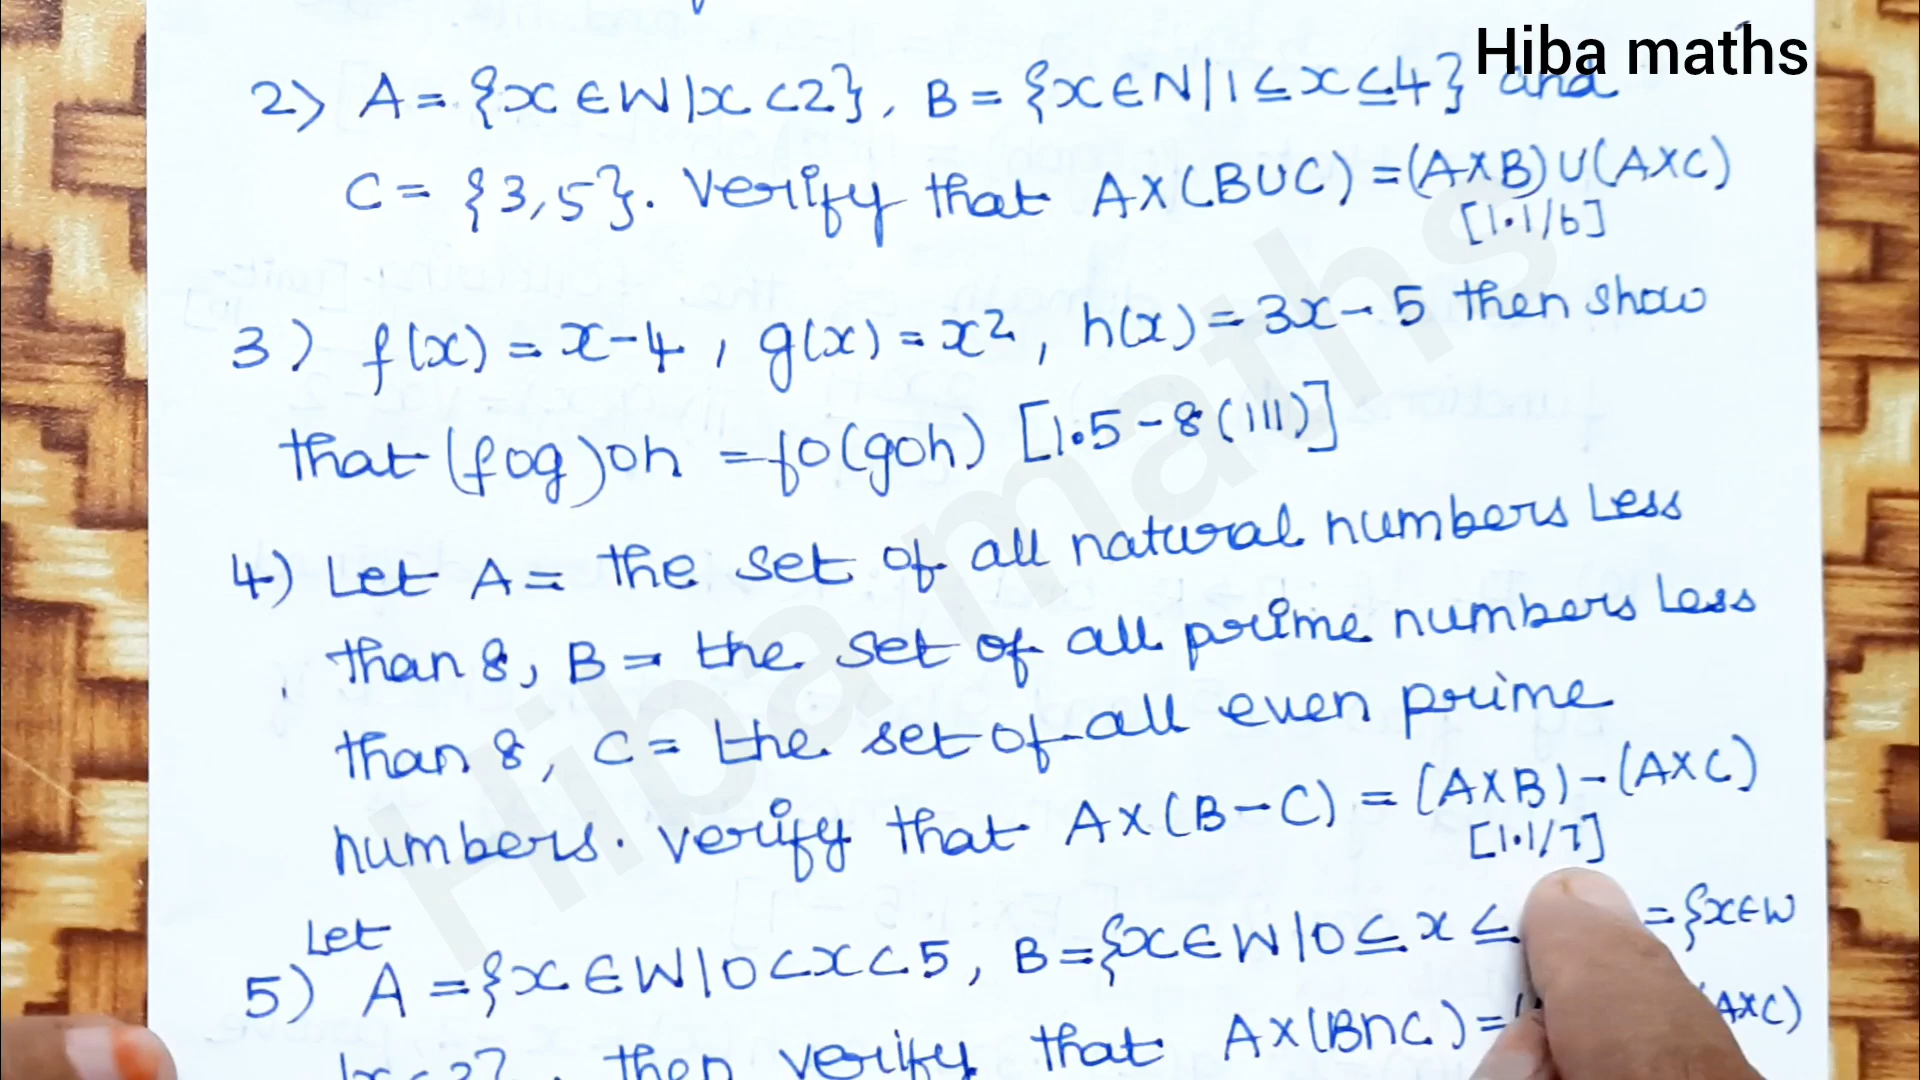 Hiba maths
2) A = {x ∈ W | x < 2}, B = {x ∈ N | 1 ≤ x ≤ 4} and
C = {3, 5}. Verify that A × (B ∪ C) = (A × B) ∪ (A × C)
[1.1/6]
3) f(x) = x - 4, g(x) = x², h(x) = 3x - 5 then show
that (fog)oh = fo(goh) [1.5-8(iii)]
4) Let A = the set of all natural numbers Less
than 8, B = the set of all prime numbers Less
than 8, C = the set of all even prime
numbers. verify that A × (B - C) = (A × B) - (A × C)
[1.1/7]
Let
5) A = {x ∈ W | 0 < x < 5, B = {x ∈ W | 0 ≤ x ≤ = {x ∈ W
then verify that A × (B ∩ C) = A × C)
Hiba maths